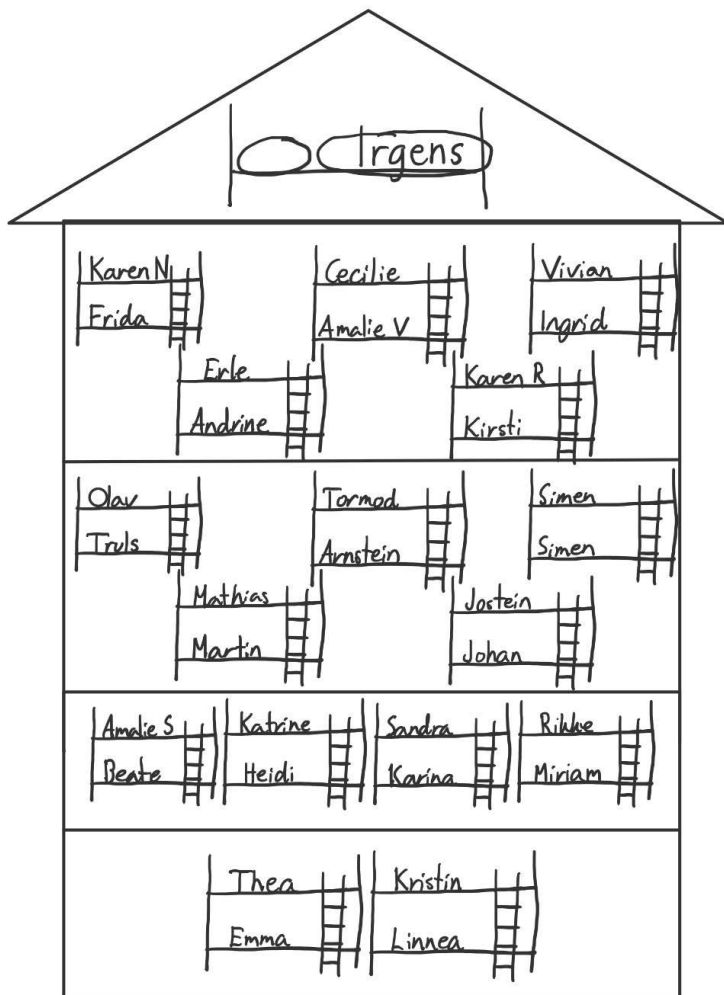 Irgens
Karen N
Frida
Cecilie
Amalie V
Vivian
Ingrid
Erle
Andrine
Karen R
Kirsti
Olav
Truls
Tormod
Arnstein
Simen
Simen
Mathias
Martin
Jostein
Johan
Amalie S
Beate
Katrine
Heidi
Sandra
Karina
Rikke
Miriam
Thea
Emma
Kristin
Linnea